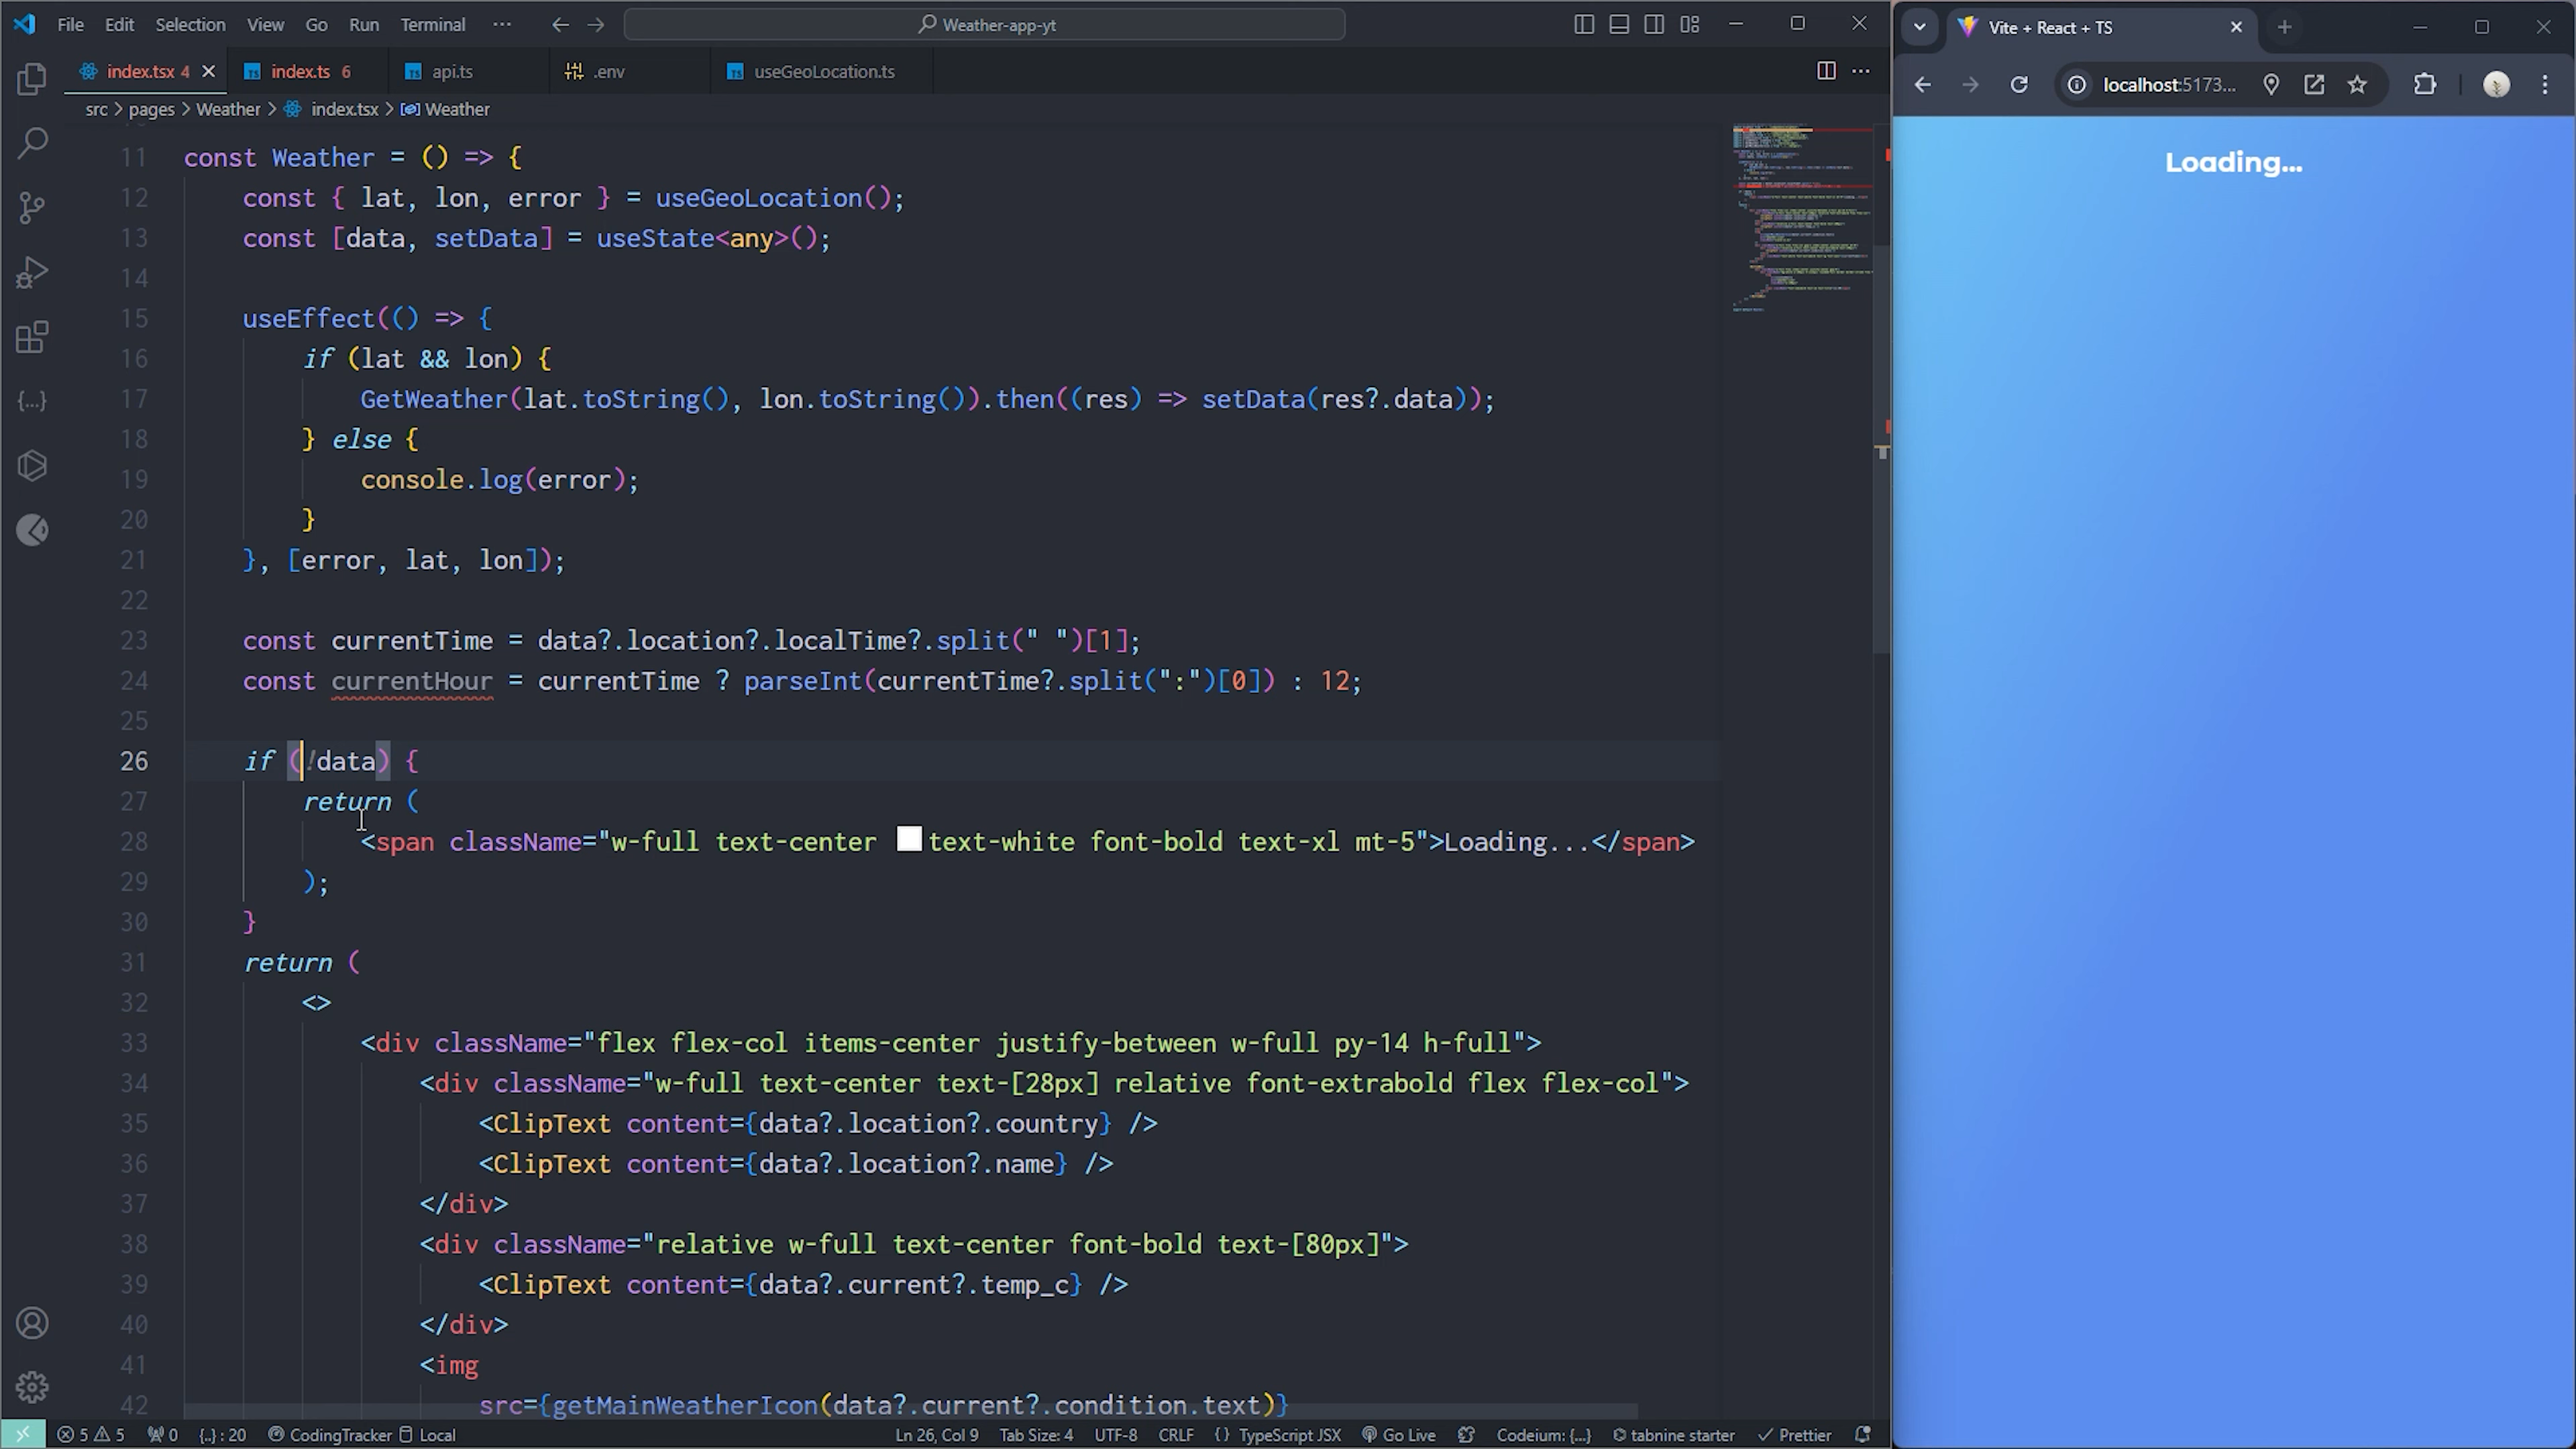 File Edit Selection View Go Run Terminal ··· Weather-app-yt
index.tsx 4 index.ts 6 api.ts .env useGeoLocation.ts
src > pages > Weather > index.tsx > Weather
11 const Weather = () => {
12 const { lat, lon, error } = useGeoLocation();
13 const [data, setData] = useState<any>();
14
15 useEffect(() => {
16 if (lat && lon) {
17 GetWeather(lat.toString(), lon.toString()).then((res) => setData(res?.data));
18 } else {
19 console.log(error);
20 }
21 }, [error, lat, lon]);
22
23 const currentTime = data?.location?.localTime?.split(" ")[1];
24 const currentHour = currentTime ? parseInt(currentTime?.split(":")[0]) : 12;
25
26 if (!data) {
27 return (
28 <span className="w-full text-center text-white font-bold text-xl mt-5">Loading...</span>
29 );
30 }
31 return (
32 <>
33 <div className="flex flex-col items-center justify-between w-full py-14 h-full">
34 <div className="w-full text-center text-[28px] relative font-extrabold flex flex-col">
35 <ClipText content={data?.location?.country} />
36 <ClipText content={data?.location?.name} />
37 </div>
38 <div className="relative w-full text-center font-bold text-[80px]">
39 <ClipText content={data?.current?.temp_c} />
40 </div>
41 <img
42 src={getMainWeatherIcon(data?.current?.condition.text)}
5 5 0 {..} : 20 CodingTracker Local Ln 26, Col 9 Tab Size: 4 UTF-8 CRLF {} TypeScript JSX Go Live Codeium: {...} tabnine starter Prettier
Vite + React + TS
localhost:5173...
Loading...